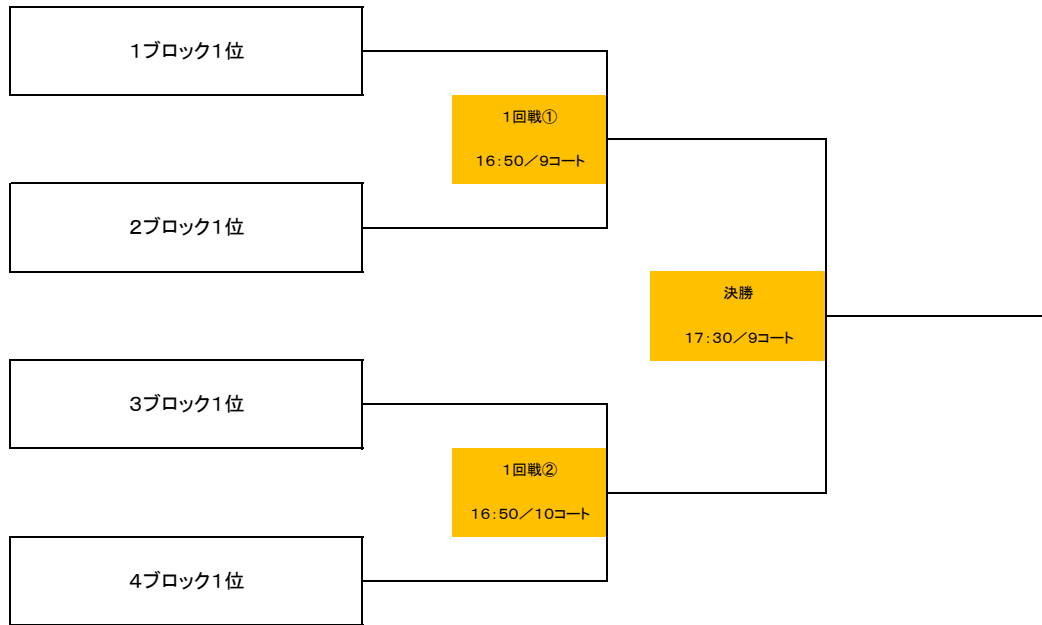 １ブロック１位
１回戦①
１６：５０／９コート
２ブロック１位
決勝
１７：３０／９コート
３ブロック１位
１回戦②
１６：５０／１０コート
４ブロック１位